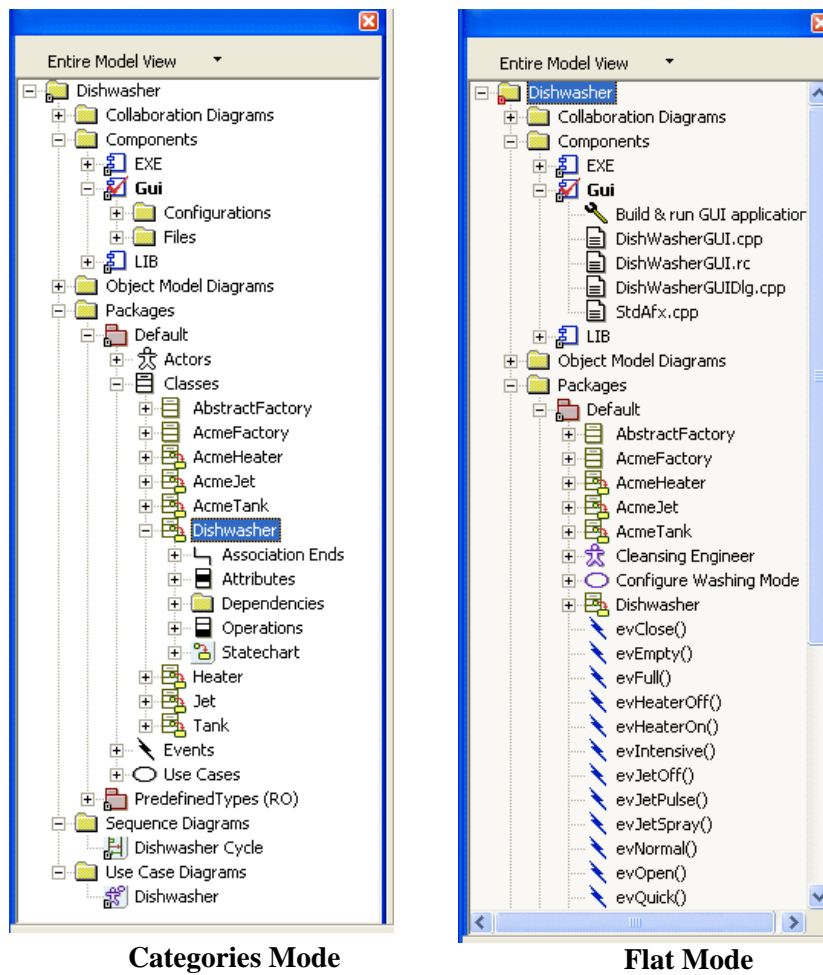 Entire Model View
Dishwasher
Collaboration Diagrams
Components
EXE
Gui
Configurations
Files
LIB
Object Model Diagrams
Packages
Default
Actors
Classes
AbstractFactory
AcmeFactory
AcmeHeater
AcmeJet
AcmeTank
Dishwasher
Association Ends
Attributes
Dependencies
Operations
Statechart
Heater
Jet
Tank
Events
Use Cases
PredefinedTypes (RO)
Sequence Diagrams
Dishwasher Cycle
Use Case Diagrams
Dishwasher
Categories Mode
Entire Model View
Dishwasher
Collaboration Diagrams
Components
EXE
Gui
Build & run GUI application
DishWasherGUI.cpp
DishWasherGUI.rc
DishWasherGUIDlg.cpp
StdAfx.cpp
LIB
Object Model Diagrams
Packages
Default
AbstractFactory
AcmeFactory
AcmeHeater
AcmeJet
AcmeTank
Cleansing Engineer
Configure Washing Mode
Dishwasher
evClose()
evEmpty()
evFull()
evHeaterOff()
evHeaterOn()
evIntensive()
evJetOff()
evJetPulse()
evJetSpray()
evNormal()
evOpen()
evQuick()
Flat Mode